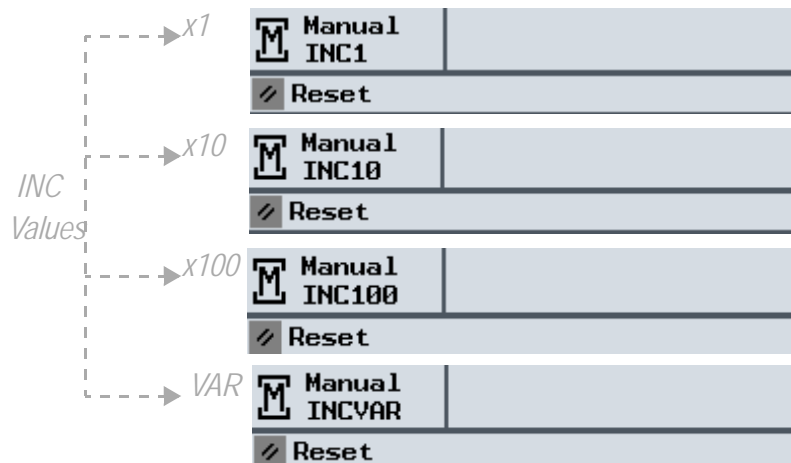 x1
M Manual
INC1
Reset
x10
M Manual
INC10
Reset
INC
Values
x100
M Manual
INC100
Reset
VAR
M Manual
INCVAR
Reset